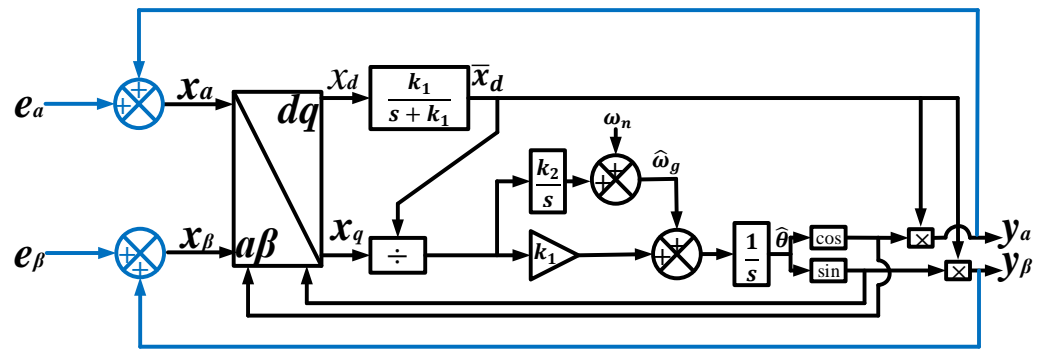 e_a
+
+
x_a
x_d
k_1
s + k_1
x̅_d
dq
aβ
e_β
+
+
x_β
x_q
÷
k_2
s
ω_n
+
+
ω̂_g
k_1
+
+
1
s
θ̂
cos
sin
×
×
y_a
y_β